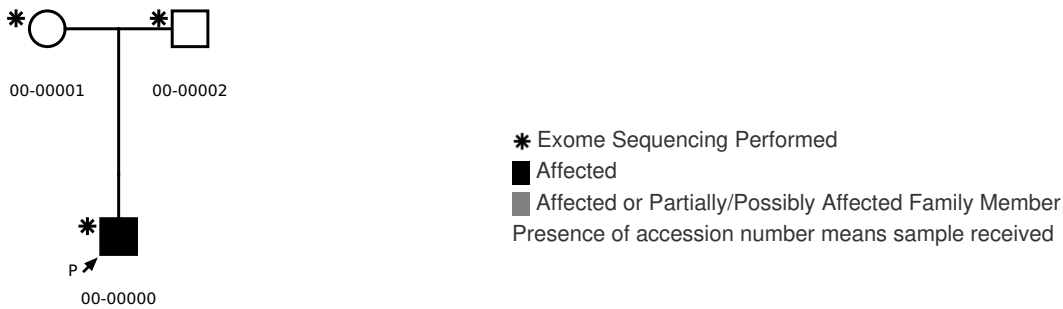 00-00001
00-00002
Exome Sequencing Performed
Affected
Affected or Partially/Possibly Affected Family Member
Presence of accession number means sample received
P
00-00000